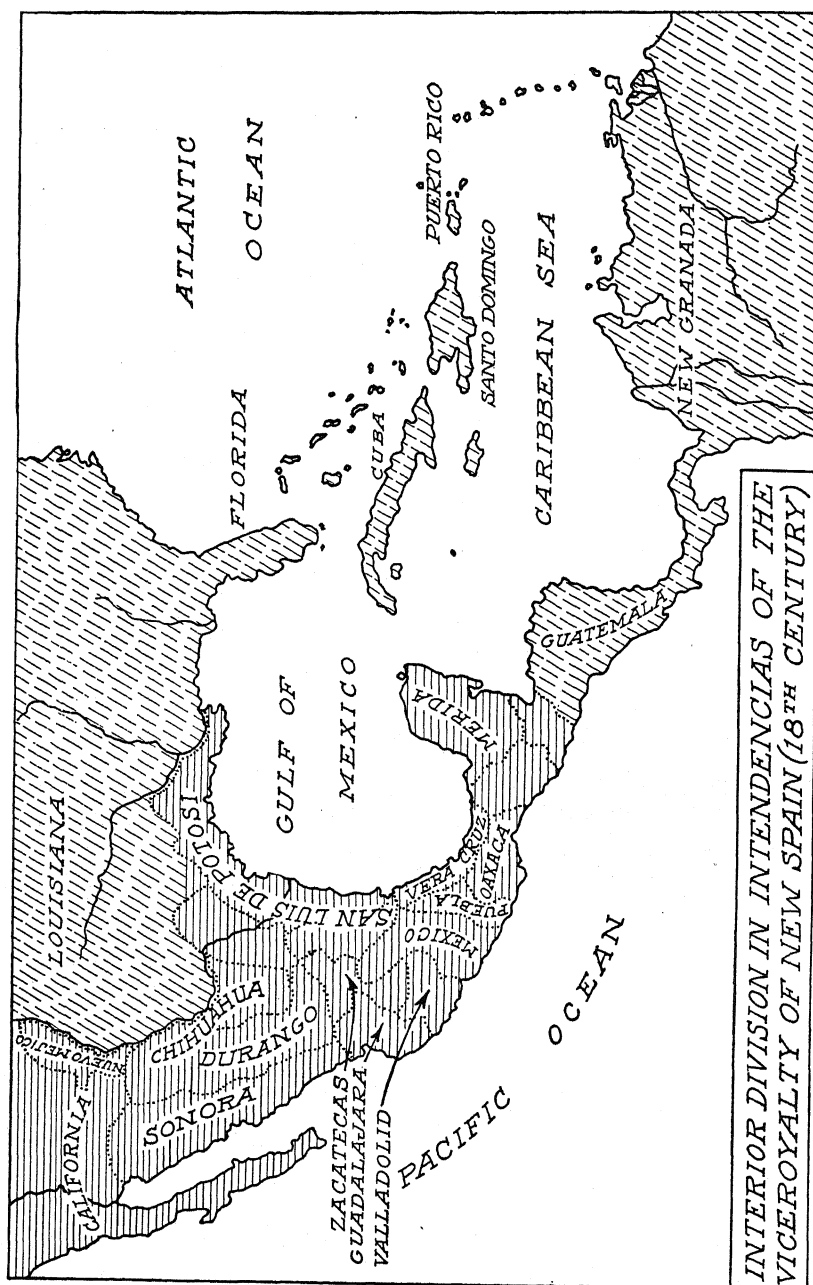 ATLANTIC
OCEAN
FLORIDA
LOUISIANA
GULF OF
MEXICO
CUBA
PUERTO RICO
SANTO DOMINGO
CARIBBEAN SEA
NEW GRANADA
GUATEMALA
MERIDA
SAN LUIS DE POTOSI
VERA CRUZ
PUEBLA
OAXACA
MEXICO
NUEVO MEJICO
CALIFORNIA
CHIHUAHUA
DURANGO
SONORA
ZACATECAS
GUADALAJARA
VALLADOLID
PACIFIC
OCEAN
INTERIOR DIVISION IN INTENDENCIAS OF THE
VICEROYALTY OF NEW SPAIN (18TH CENTURY)